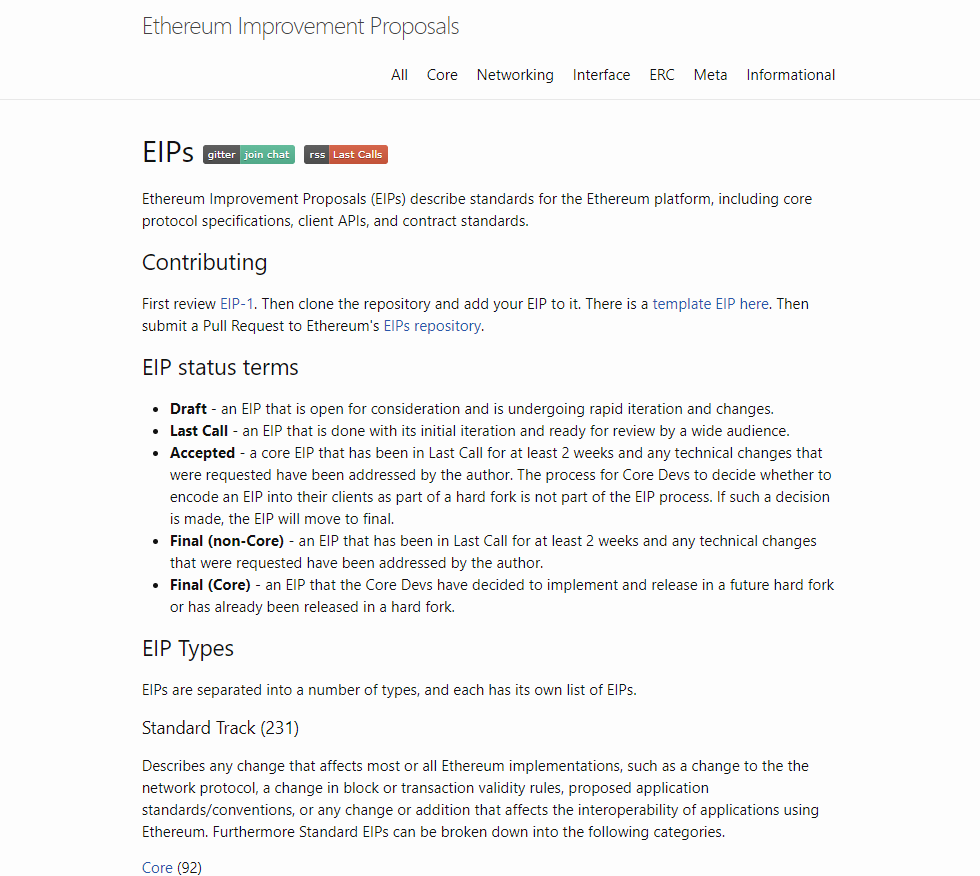 Ethereum Improvement Proposals
All Core Networking Interface ERC Meta Informational
EIPs gitter join chat rss Last Calls
Ethereum Improvement Proposals (EIPs) describe standards for the Ethereum platform, including core
protocol specifications, client APIs, and contract standards.
Contributing
First review EIP-1. Then clone the repository and add your EIP to it. There is a template EIP here. Then
submit a Pull Request to Ethereum's EIPs repository.
EIP status terms
• Draft - an EIP that is open for consideration and is undergoing rapid iteration and changes.
• Last Call - an EIP that is done with its initial iteration and ready for review by a wide audience.
• Accepted - a core EIP that has been in Last Call for at least 2 weeks and any technical changes that
were requested have been addressed by the author. The process for Core Devs to decide whether to
encode an EIP into their clients as part of a hard fork is not part of the EIP process. If such a decision
is made, the EIP will move to final.
• Final (non-Core) - an EIP that has been in Last Call for at least 2 weeks and any technical changes
that were requested have been addressed by the author.
• Final (Core) - an EIP that the Core Devs have decided to implement and release in a future hard fork
or has already been released in a hard fork.
EIP Types
EIPs are separated into a number of types, and each has its own list of EIPs.
Standard Track (231)
Describes any change that affects most or all Ethereum implementations, such as a change to the the
network protocol, a change in block or transaction validity rules, proposed application
standards/conventions, or any change or addition that affects the interoperability of applications using
Ethereum. Furthermore Standard EIPs can be broken down into the following categories.
Core (92)